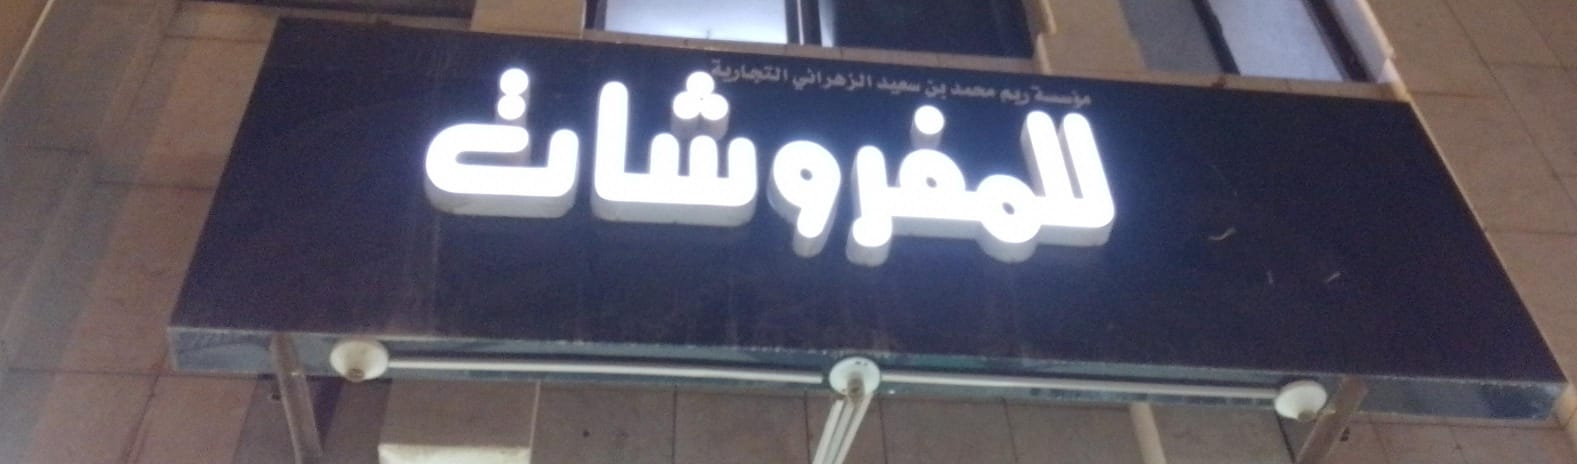 مؤسسة ريم محمد بن سعيد الزهراني التجارية
للمفروشات